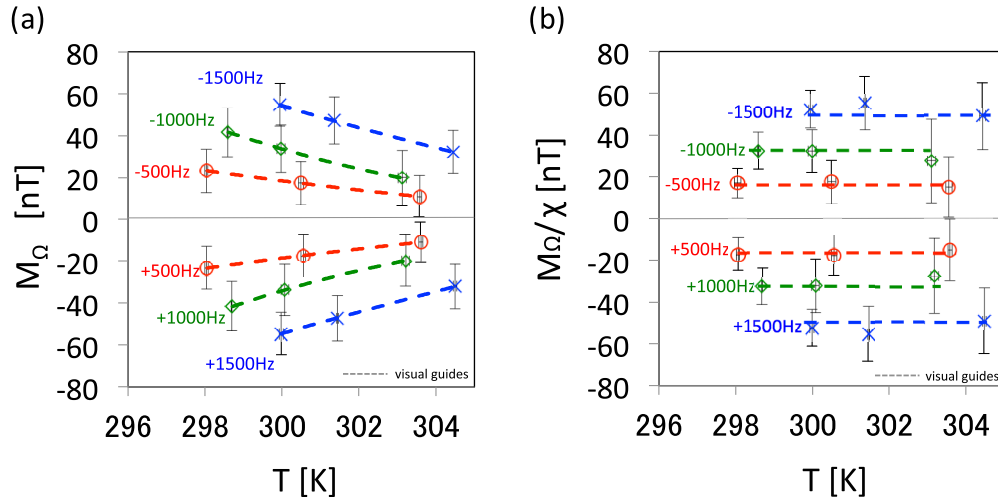 (a)
80
60
40
20
0
-20
-40
-60
-80
M_Ω [nT]
-1500Hz
-1000Hz
-500Hz
+500Hz
+1000Hz
+1500Hz
visual guides
296 298 300 302 304
T [K]
(b)
80
60
40
20
0
-20
-40
-60
-80
MΩ/χ [nT]
-1500Hz
-1000Hz
-500Hz
+500Hz
+1000Hz
+1500Hz
visual guides
296 298 300 302 304
T [K]